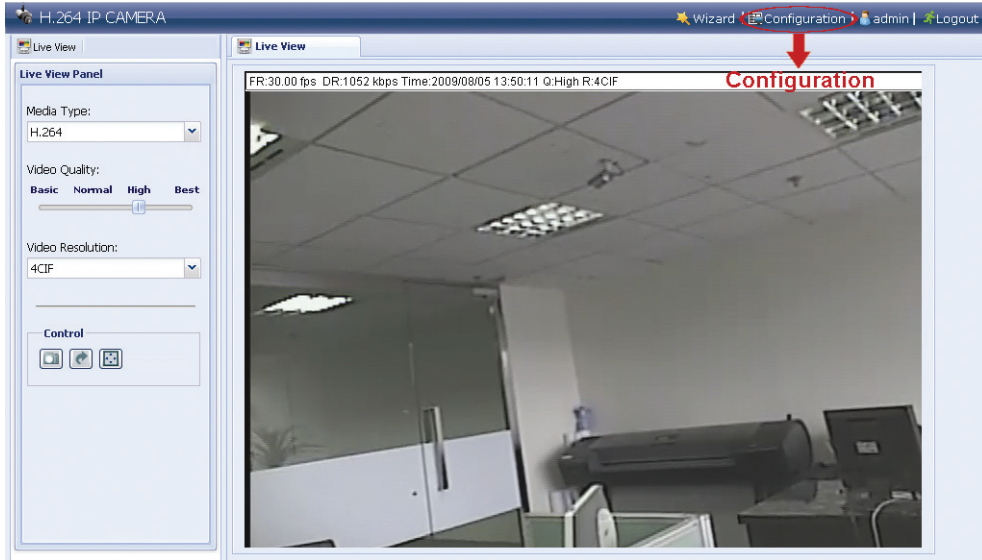 H.264 IP CAMERA
Wizard | Configuration | admin | Logout
Live View
Live View
Live View Panel
FR:30.00 fps DR:1052 kbps Time:2009/08/05 13:50:11 Q:High R:4CIF
Configuration
Media Type:
H.264
Video Quality:
Basic Normal High Best
Video Resolution:
4CIF
Control